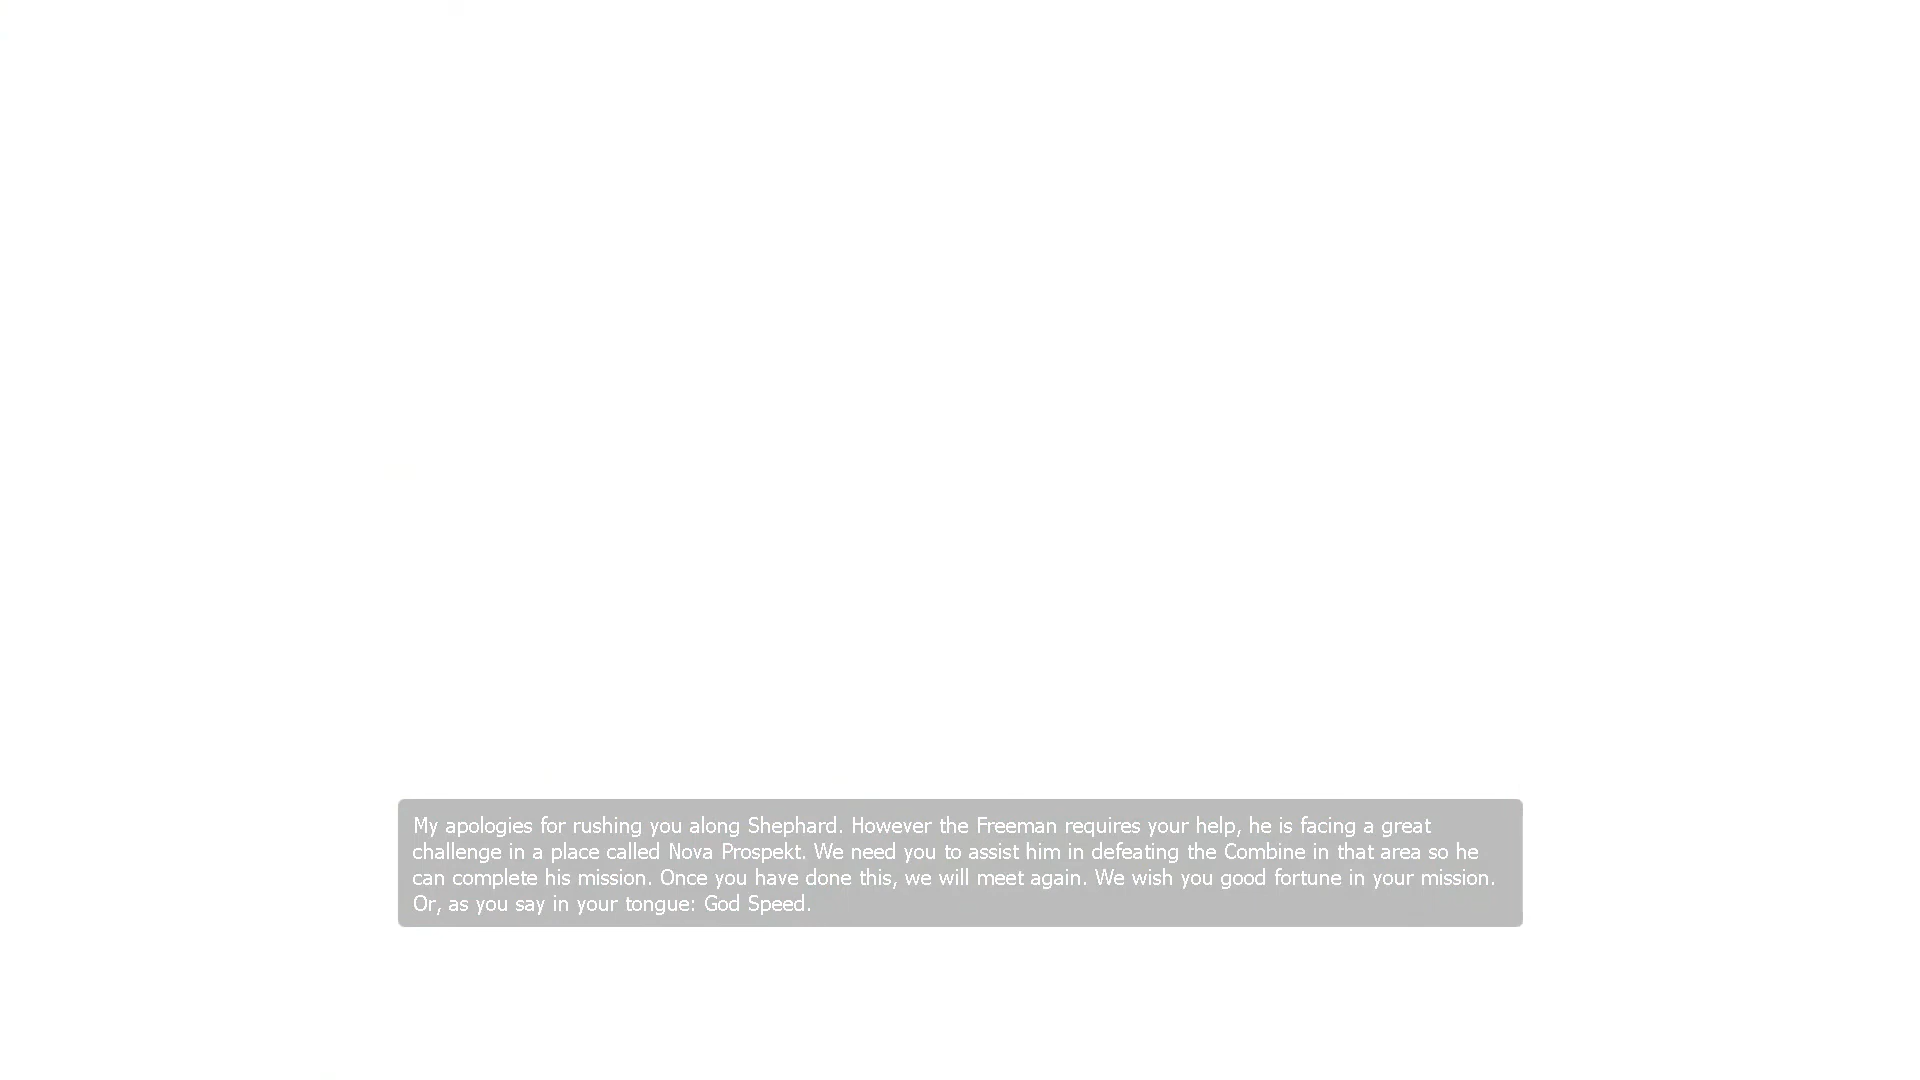 My apologies for rushing you along Shephard. However the Freeman requires your help, he is facing a great
challenge in a place called Nova Prospekt. We need you to assist him in defeating the Combine in that area so he
can complete his mission. Once you have done this, we will meet again. We wish you good fortune in your mission.
Or, as you say in your tongue: God Speed.